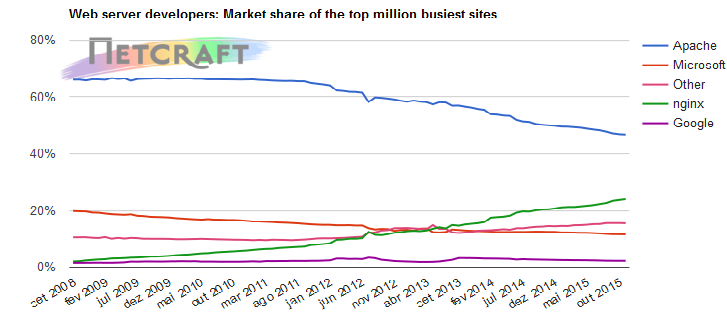 Web server developers: Market share of the top million busiest sites
NETCRAFT
80%
60%
40%
20%
0%
Apache
Microsoft
Other
nginx
Google
cet 2008
fev 2009
jul 2009
dez 2009
mai 2010
out 2010
mar 2011
ago 2011
jan 2012
jun 2012
nov 2012
abr 2013
cet 2013
fev 2014
jul 2014
dez 2014
mai 2015
out 2015